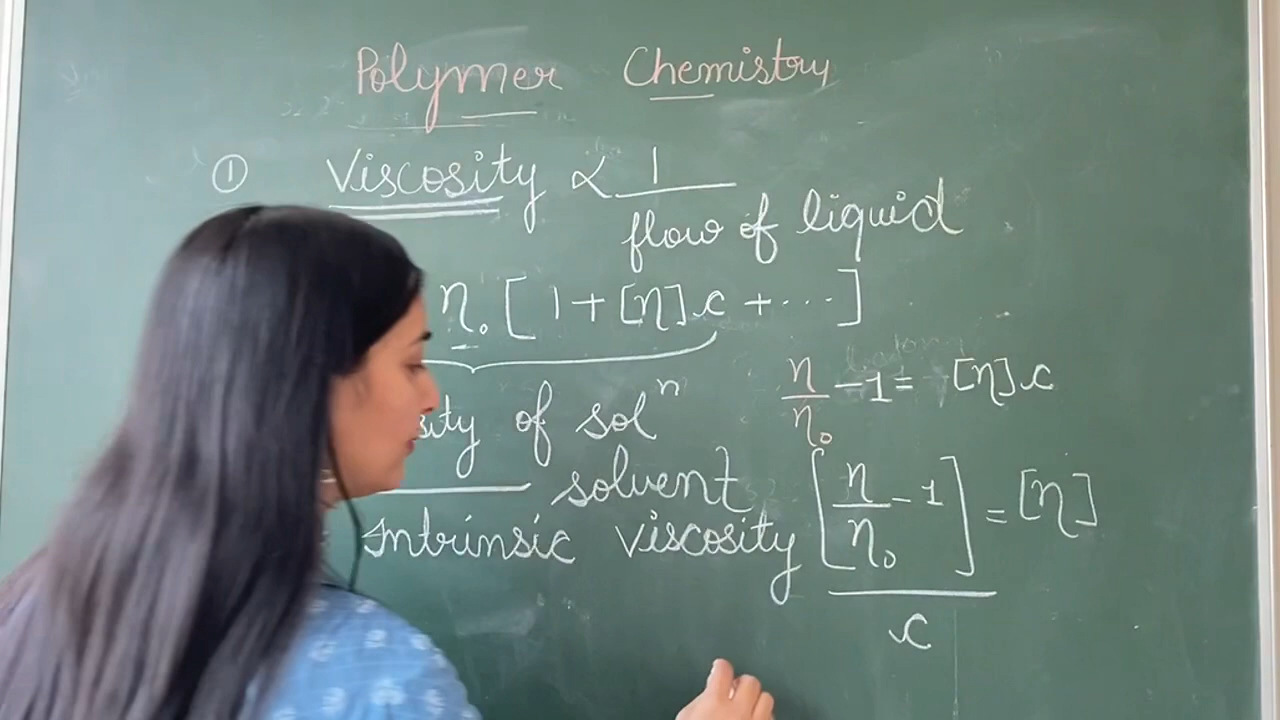 Polymer Chemistry
① Viscosity ∝ 1
flow of liquid
η₀ [ 1 + [η] c + ... ]
η/η₀ - 1 = [η] c
of solⁿ
solvent
Intrinsic viscosity [η/η₀ - 1] = [η]
c